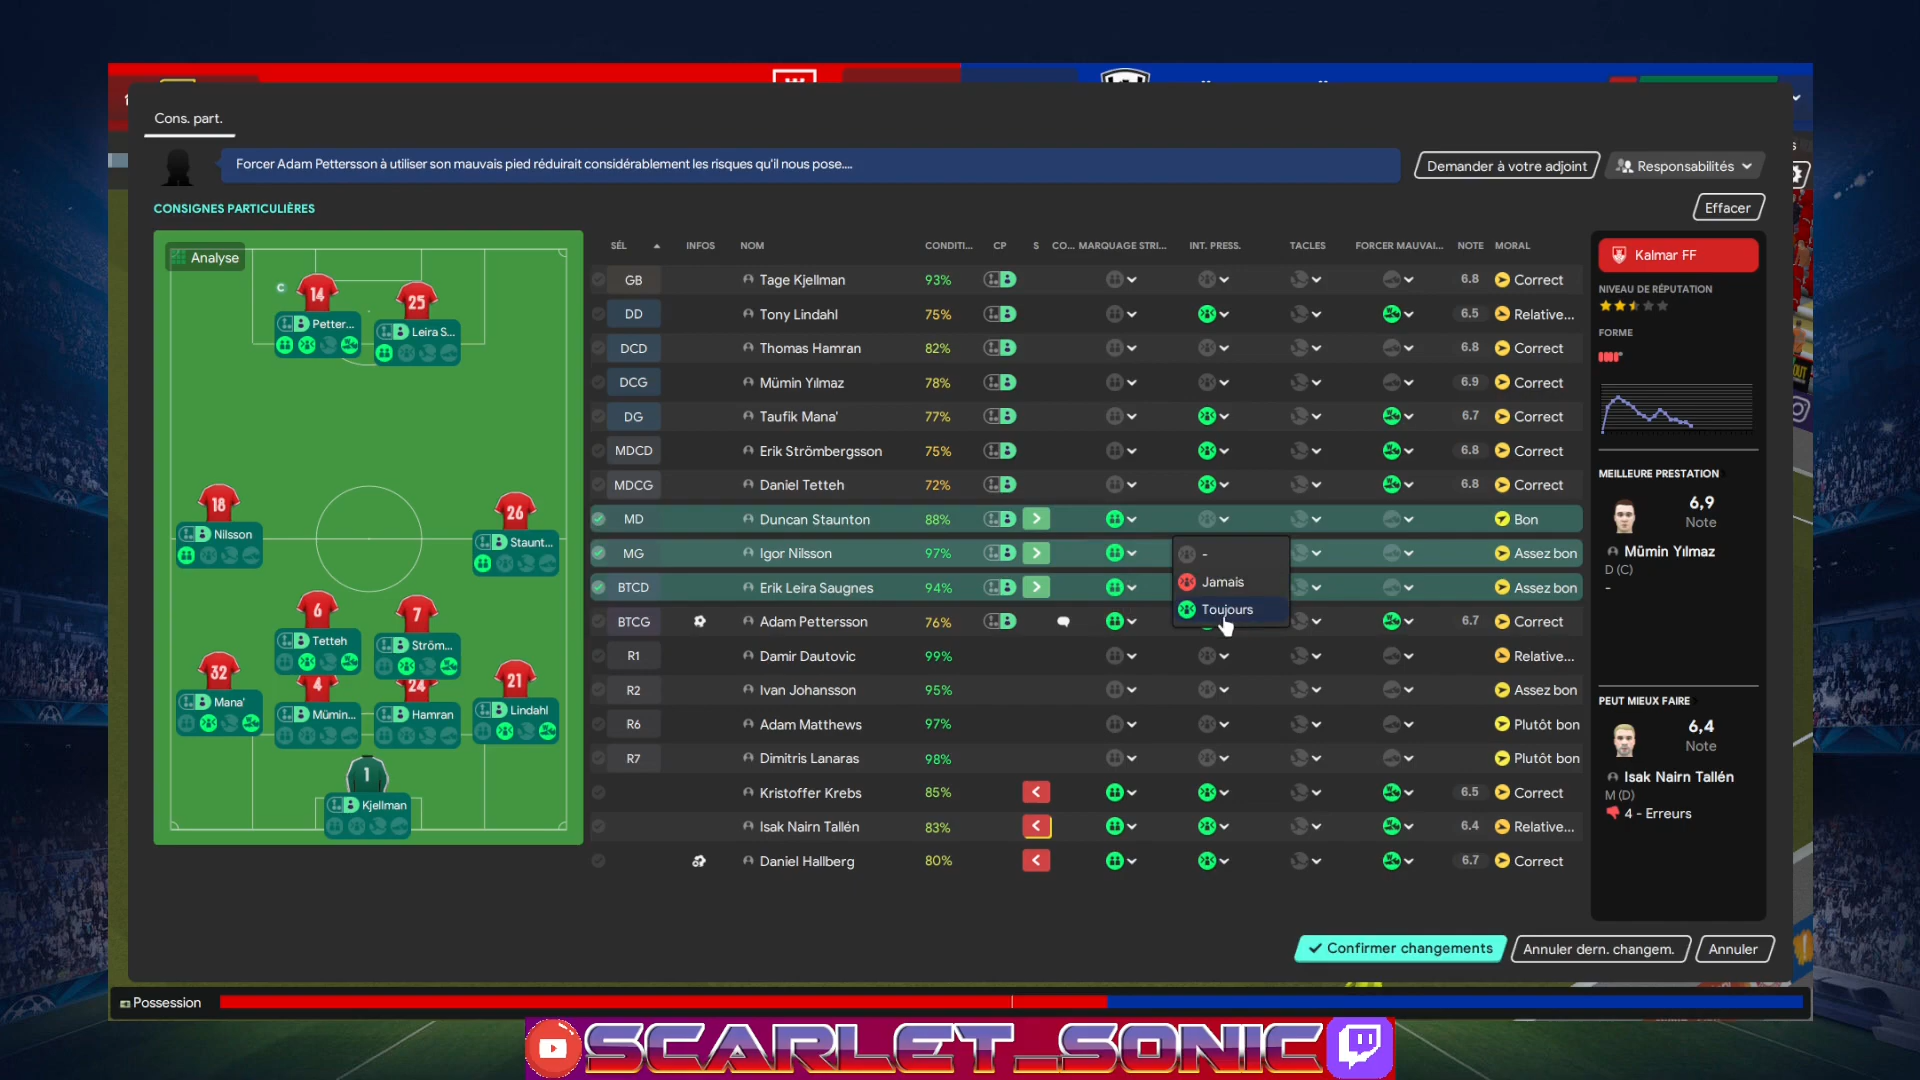 Cons. part.
Forcer Adam Pettersson à utiliser son mauvais pied réduirait considérablement les risques qu'il nous pose....
Demander à votre adjoint
Responsabilités
CONSIGNES PARTICULIÈRES
Effacer
Analyse
C
14
25
Petter...
Leira S...
18
26
Nilsson
Staunt...
6
7
Tetteh
Ström...
32
4
24
21
Mana'
Mümin...
Hamran
Lindahl
1
Kjellman
SÉL INFOS NOM CONDITI... CP S CO... MARQUAGE STRI... INT. PRESS. TACLES FORCER MAUVAI... NOTE MORAL
GB Tage Kjellman 93% 6.8 Correct
DD Tony Lindahl 75% 6.5 Relative...
DCD Thomas Hamran 82% 6.8 Correct
DCG Mümin Yılmaz 78% 6.9 Correct
DG Taufik Mana' 77% 6.7 Correct
MDCD Erik Strömbergsson 75% 6.8 Correct
MDCG Daniel Tetteh 72% 6.8 Correct
MD Duncan Staunton 88% Bon
MG Igor Nilsson 97% - Assez bon
Jamais
BTCD Erik Leira Saugnes 94% Assez bon
Toujours
BTCG Adam Pettersson 76% 6.7 Correct
R1 Damir Dautovic 99% Relative...
R2 Ivan Johansson 95% Assez bon
R6 Adam Matthews 97% Plutôt bon
R7 Dimitris Lanaras 98% Plutôt bon
Kristoffer Krebs 85% 6.5 Correct
Isak Nairn Tallén 83% 6.4 Relative...
Daniel Hallberg 80% 6.7 Correct
Kalmar FF
NIVEAU DE RÉPUTATION
FORME
MEILLEURE PRESTATION
6,9
Note
Mümin Yılmaz
D (C)
-
PEUT MIEUX FAIRE
6,4
Note
Isak Nairn Tallén
M (D)
4 - Erreurs
Confirmer changements
Annuler dern. changem.
Annuler
Possession
SCARLET_SONIC